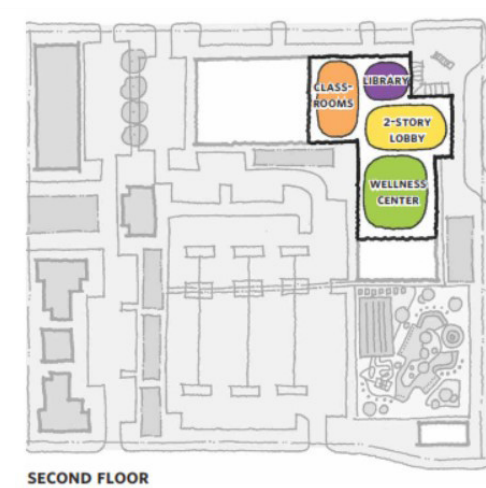 CLASS-
ROOMS
LIBRARY
2-STORY
LOBBY
WELLNESS
CENTER
SECOND FLOOR